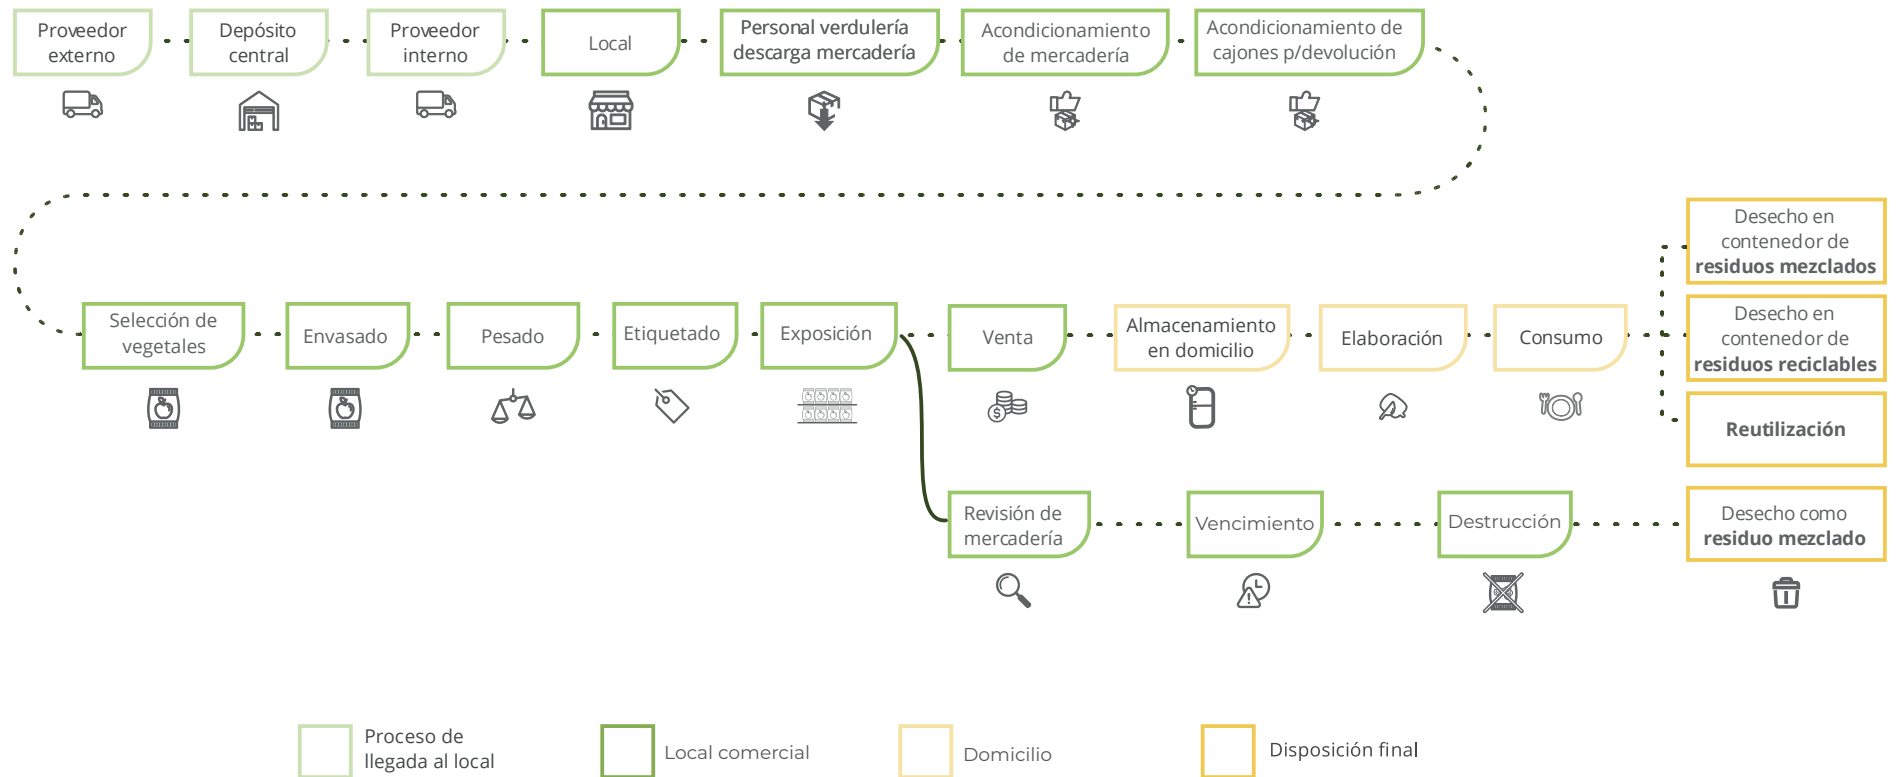 Proveedor
externo
Depósito
central
Proveedor
interno
Local
Personal verdulería
descarga mercadería
Acondicionamiento
de mercadería
Acondicionamiento de
cajones p/devolución
Selección de
vegetales
Envasado
Pesado
Etiquetado
Exposición
Venta
Almacenamiento
en domicilio
Elaboración
Consumo
Desecho en
contenedor de
residuos mezclados
Desecho en
contenedor de
residuos reciclables
Reutilización
Revisión de
mercadería
Vencimiento
Destrucción
Desecho como
residuo mezclado
Proceso de
llegada al local
Local comercial
Domicilio
Disposición final